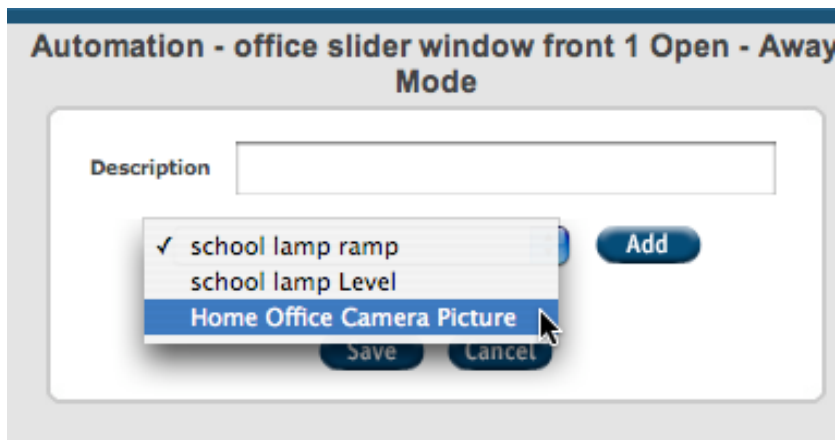 Automation - office slider window front 1 Open - Away
Mode
Description
✓ school lamp ramp
Add
school lamp Level
Home Office Camera Picture
Save Cancel